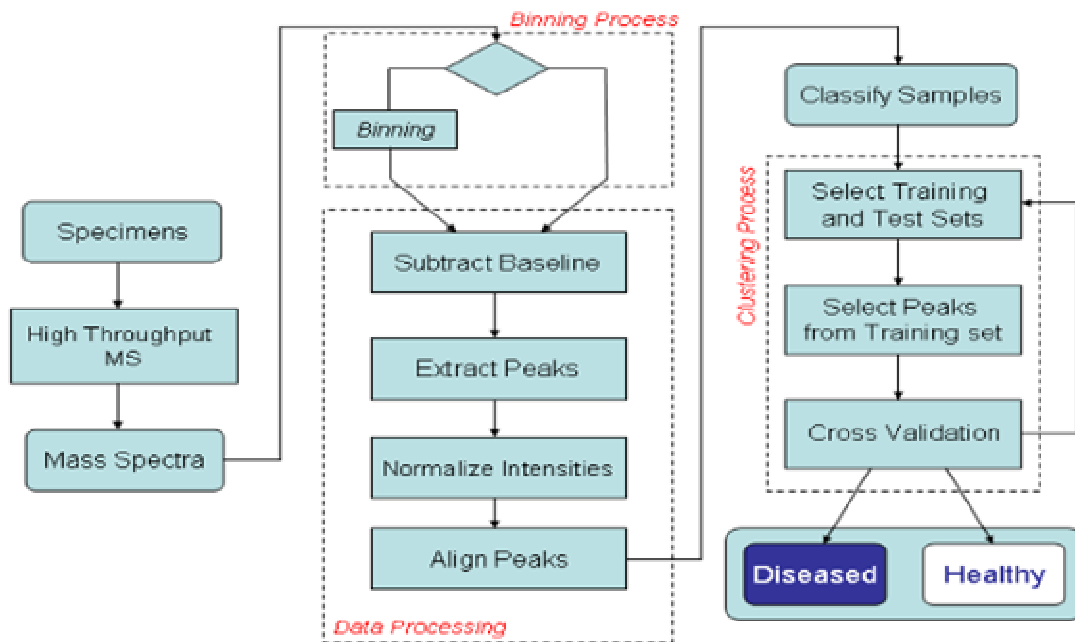 Specimens
High Throughput
MS
Mass Spectra
Binning Process
Binning
Subtract Baseline
Extract Peaks
Normalize Intensities
Align Peaks
Data Processing
Classify Samples
Clustering Process
Select Training
and Test Sets
Select Peaks
from Training set
Cross Validation
Diseased
Healthy